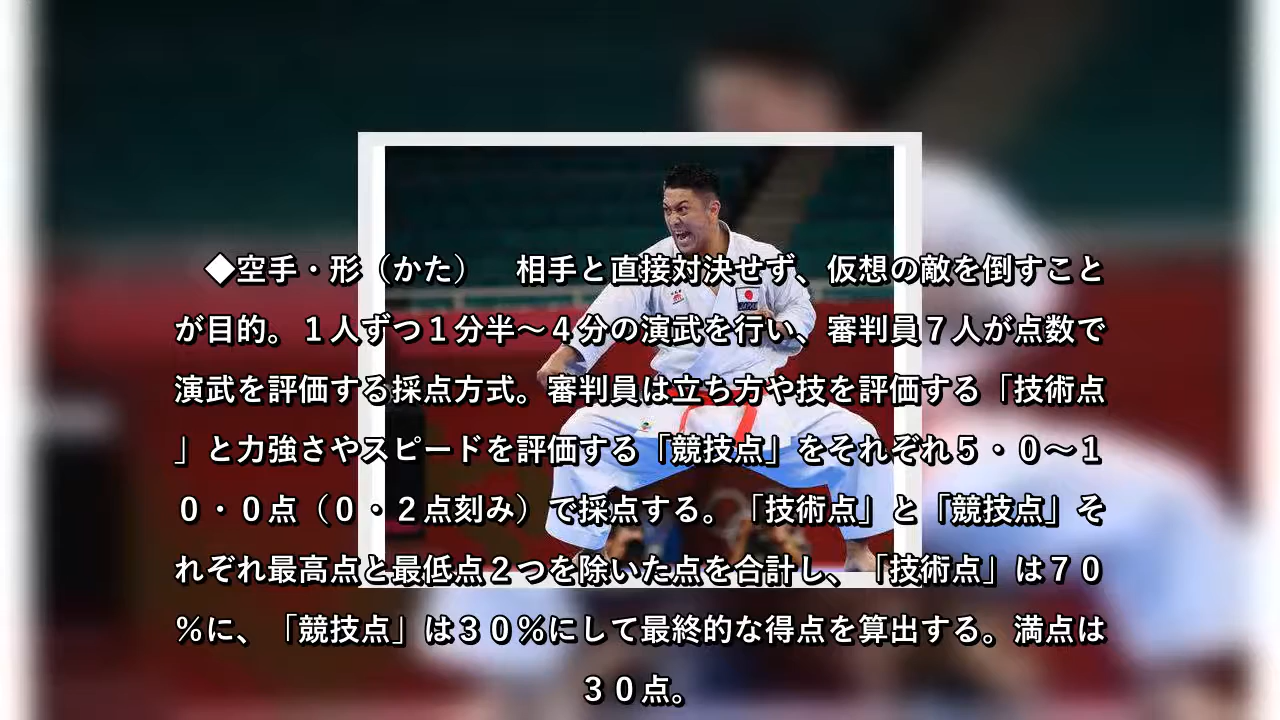 ◆空手・形（かた）　相手と直接対決せず、仮想の敵を倒すこと
が目的。１人ずつ１分半～４分の演武を行い、審判員７人が点数で
演武を評価する採点方式。審判員は立ち方や技を評価する「技術点
」と力強さやスピードを評価する「競技点」をそれぞれ５・０～１
０・０点（０・２点刻み）で採点する。「技術点」と「競技点」そ
れぞれ最高点と最低点２つを除いた点を合計し、「技術点」は７０
％に、「競技点」は３０％にして最終的な得点を算出する。満点は
３０点。
JAPAN